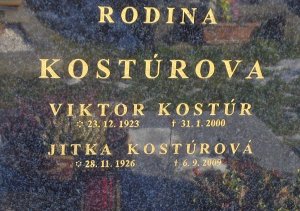 RODINA
KOSTÚROVA
VIKTOR KOSTÚR
☆ 23. 12. 1923 † 31. 1. 2000
JITKA KOSTÚROVÁ
☆ 28. 11. 1926 † 6. 9. 2009